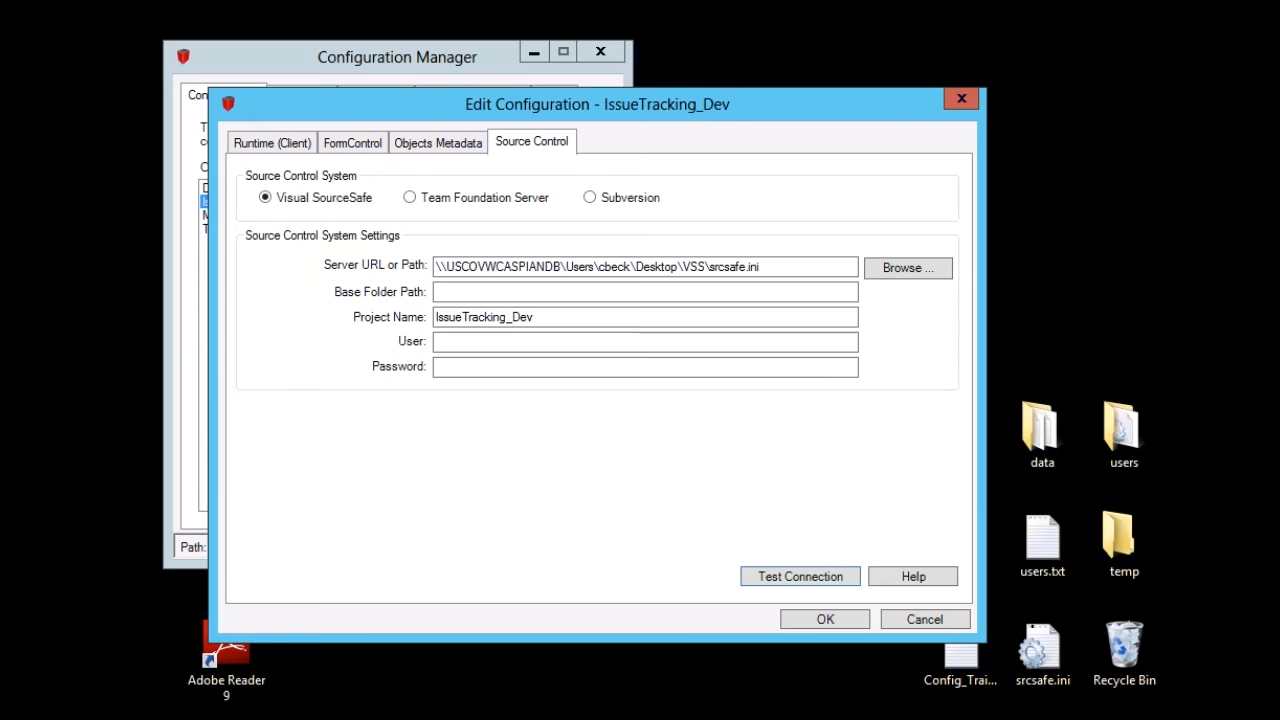 Configuration Manager
Con
Edit Configuration - IssueTracking_Dev
Runtime (Client)
FormControl
Objects Metadata
Source Control
Source Control System
Visual SourceSafe
Team Foundation Server
Subversion
Source Control System Settings
Server URL or Path:
\\USCOVWCASPIANDB\Users\cbeck\Desktop\VSS\srcsafe.ini
Browse ...
Base Folder Path:
Project Name:
IssueTracking_Dev
User:
Password:
Test Connection
Help
OK
Cancel
Path:
data
users
users.txt
temp
Adobe Reader
9
Config_Trai...
srcsafe.ini
Recycle Bin